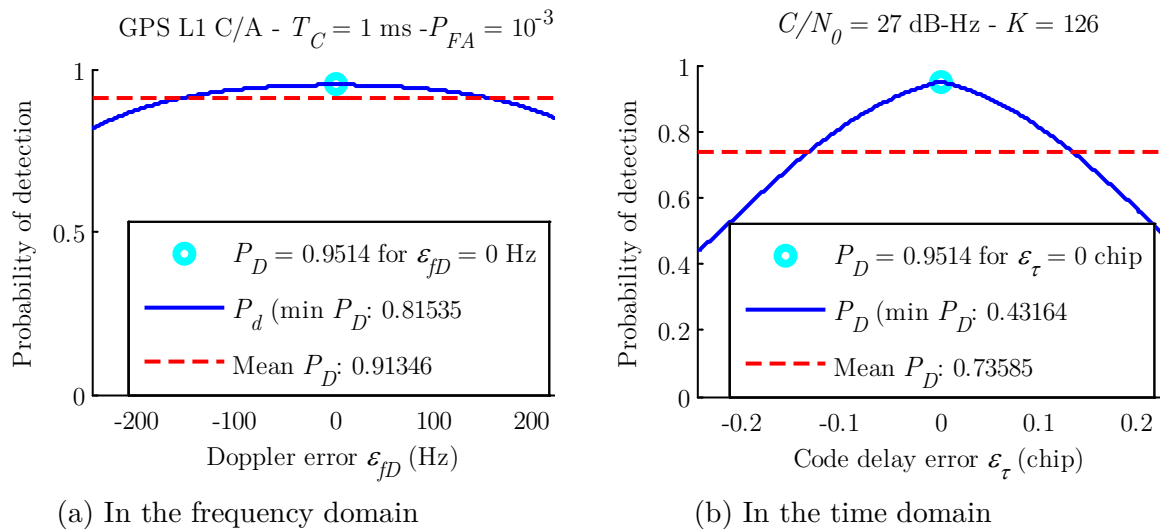 GPS L1 C/A - T_C = 1 ms -P_FA = 10^-3
C/N_0 = 27 dB-Hz - K = 126
Probability of detection
1
0.5
0
P_D = 0.9514 for ε_fD = 0 Hz
P_d (min P_D: 0.81535
Mean P_D: 0.91346
-200 -100 0 100 200
Doppler error ε_fD (Hz)
(a) In the frequency domain
Probability of detection
1
0.8
0.6
0.4
0.2
0
P_D = 0.9514 for ε_τ = 0 chip
P_D (min P_D: 0.43164
Mean P_D: 0.73585
-0.2 -0.1 0 0.1 0.2
Code delay error ε_τ (chip)
(b) In the time domain